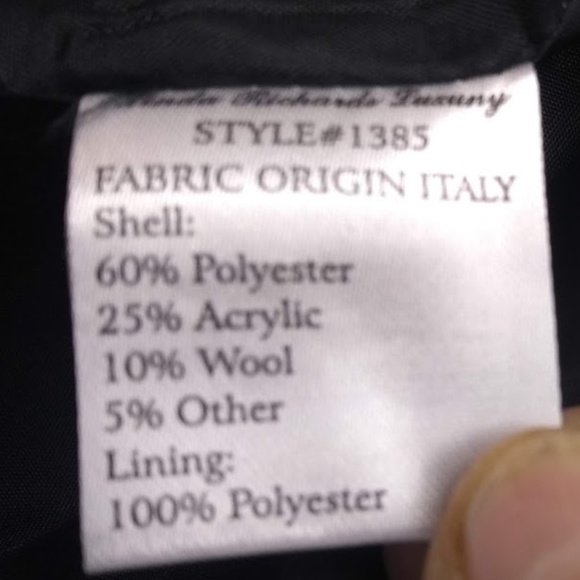 Linda Richards Luxury
STYLE#1385
FABRIC ORIGIN ITALY
Shell:
60% Polyester
25% Acrylic
10% Wool
5% Other
Lining:
100% Polyester